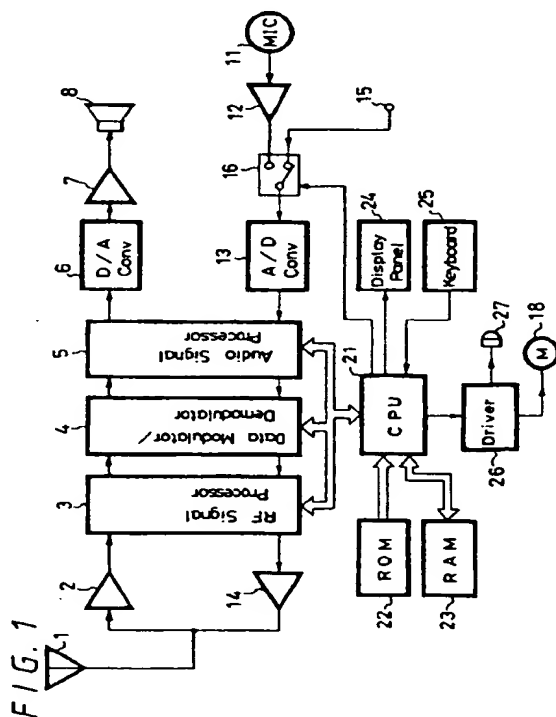 FIG. 1
1
2
3
RF Signal
Processor
4
Data Modulator/
Demodulator
5
Audio Signal
Processor
6
D/A
Conv
7
8
14
13
A/D
Conv
16
12
11
MIC
15
21
CPU
22
ROM
23
RAM
24
Display
Panel
25
Keyboard
26
Driver
27
18
M